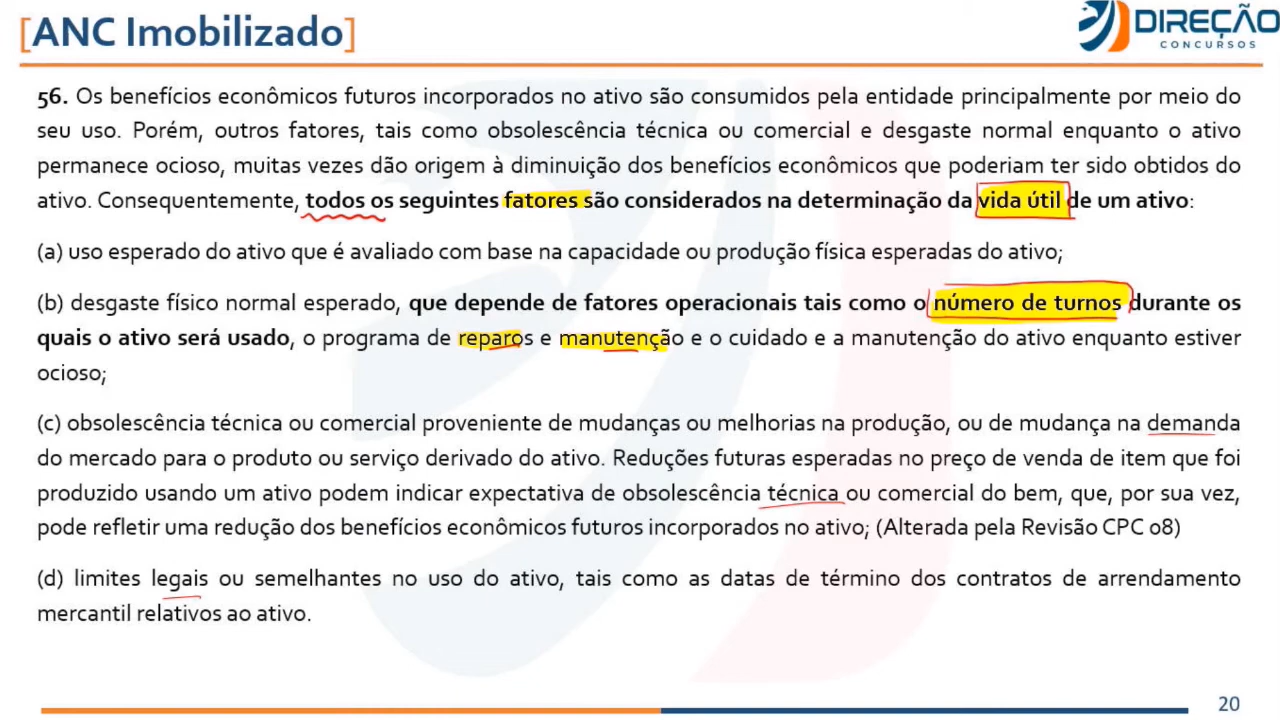 [ANC Imobilizado]
DIREÇÃO
CONCURSOS
56. Os benefícios econômicos futuros incorporados no ativo são consumidos pela entidade principalmente por meio do
seu uso. Porém, outros fatores, tais como obsolescência técnica ou comercial e desgaste normal enquanto o ativo
permanece ocioso, muitas vezes dão origem à diminuição dos benefícios econômicos que poderiam ter sido obtidos do
ativo. Consequentemente, todos os seguintes fatores são considerados na determinação da vida útil de um ativo:
(a) uso esperado do ativo que é avaliado com base na capacidade ou produção física esperadas do ativo;
(b) desgaste físico normal esperado, que depende de fatores operacionais tais como o número de turnos durante os
quais o ativo será usado, o programa de reparos e manutenção e o cuidado e a manutenção do ativo enquanto estiver
ocioso;
(c) obsolescência técnica ou comercial proveniente de mudanças ou melhorias na produção, ou de mudança na demanda
do mercado para o produto ou serviço derivado do ativo. Reduções futuras esperadas no preço de venda de item que foi
produzido usando um ativo podem indicar expectativa de obsolescência técnica ou comercial do bem, que, por sua vez,
pode refletir uma redução dos benefícios econômicos futuros incorporados no ativo; (Alterada pela Revisão CPC 08)
(d) limites legais ou semelhantes no uso do ativo, tais como as datas de término dos contratos de arrendamento
mercantil relativos ao ativo.
20